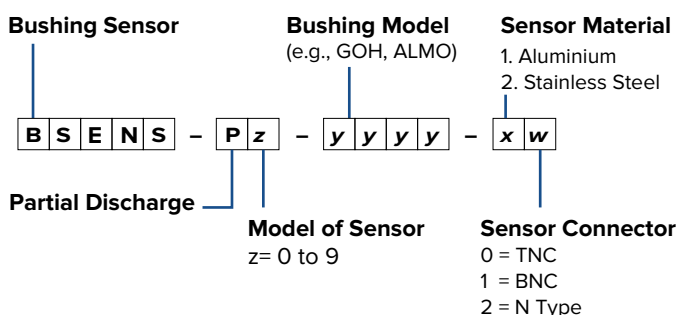 Bushing Sensor
Bushing Model
(e.g., GOH, ALMO)
Sensor Material
1. Aluminium
2. Stainless Steel
B S E N S – P z – y y y y – x w
Partial Discharge
Model of Sensor
z= 0 to 9
Sensor Connector
0 = TNC
1 = BNC
2 = N Type